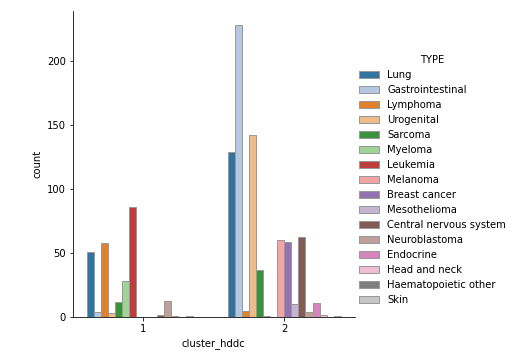 200
150
100
50
0
count
1
2
cluster_hddc
TYPE
Lung
Gastrointestinal
Lymphoma
Urogenital
Sarcoma
Myeloma
Leukemia
Melanoma
Breast cancer
Mesothelioma
Central nervous system
Neuroblastoma
Endocrine
Head and neck
Haematopoietic other
Skin